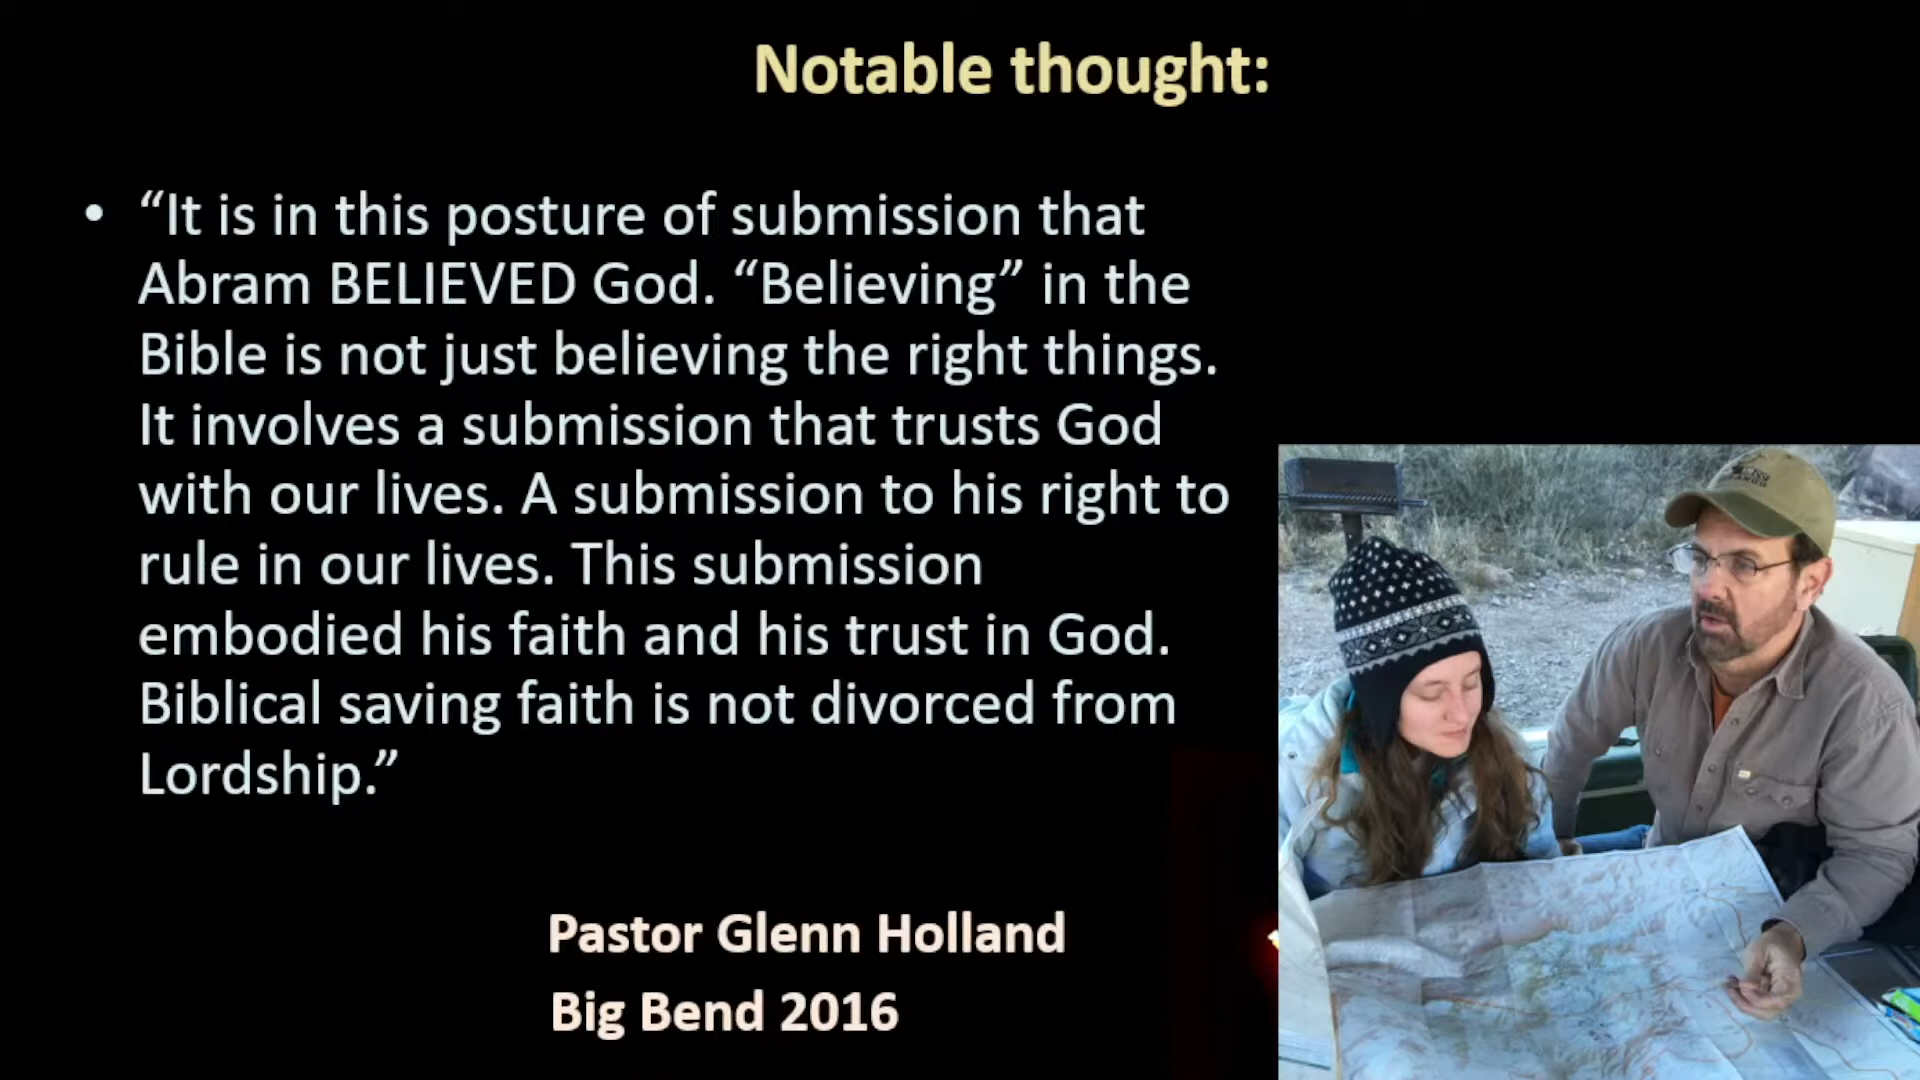 Notable thought:
• “It is in this posture of submission that
Abram BELIEVED God. “Believing” in the
Bible is not just believing the right things.
It involves a submission that trusts God
with our lives. A submission to his right to
rule in our lives. This submission
embodied his faith and his trust in God.
Biblical saving faith is not divorced from
Lordship.”
Pastor Glenn Holland
Big Bend 2016